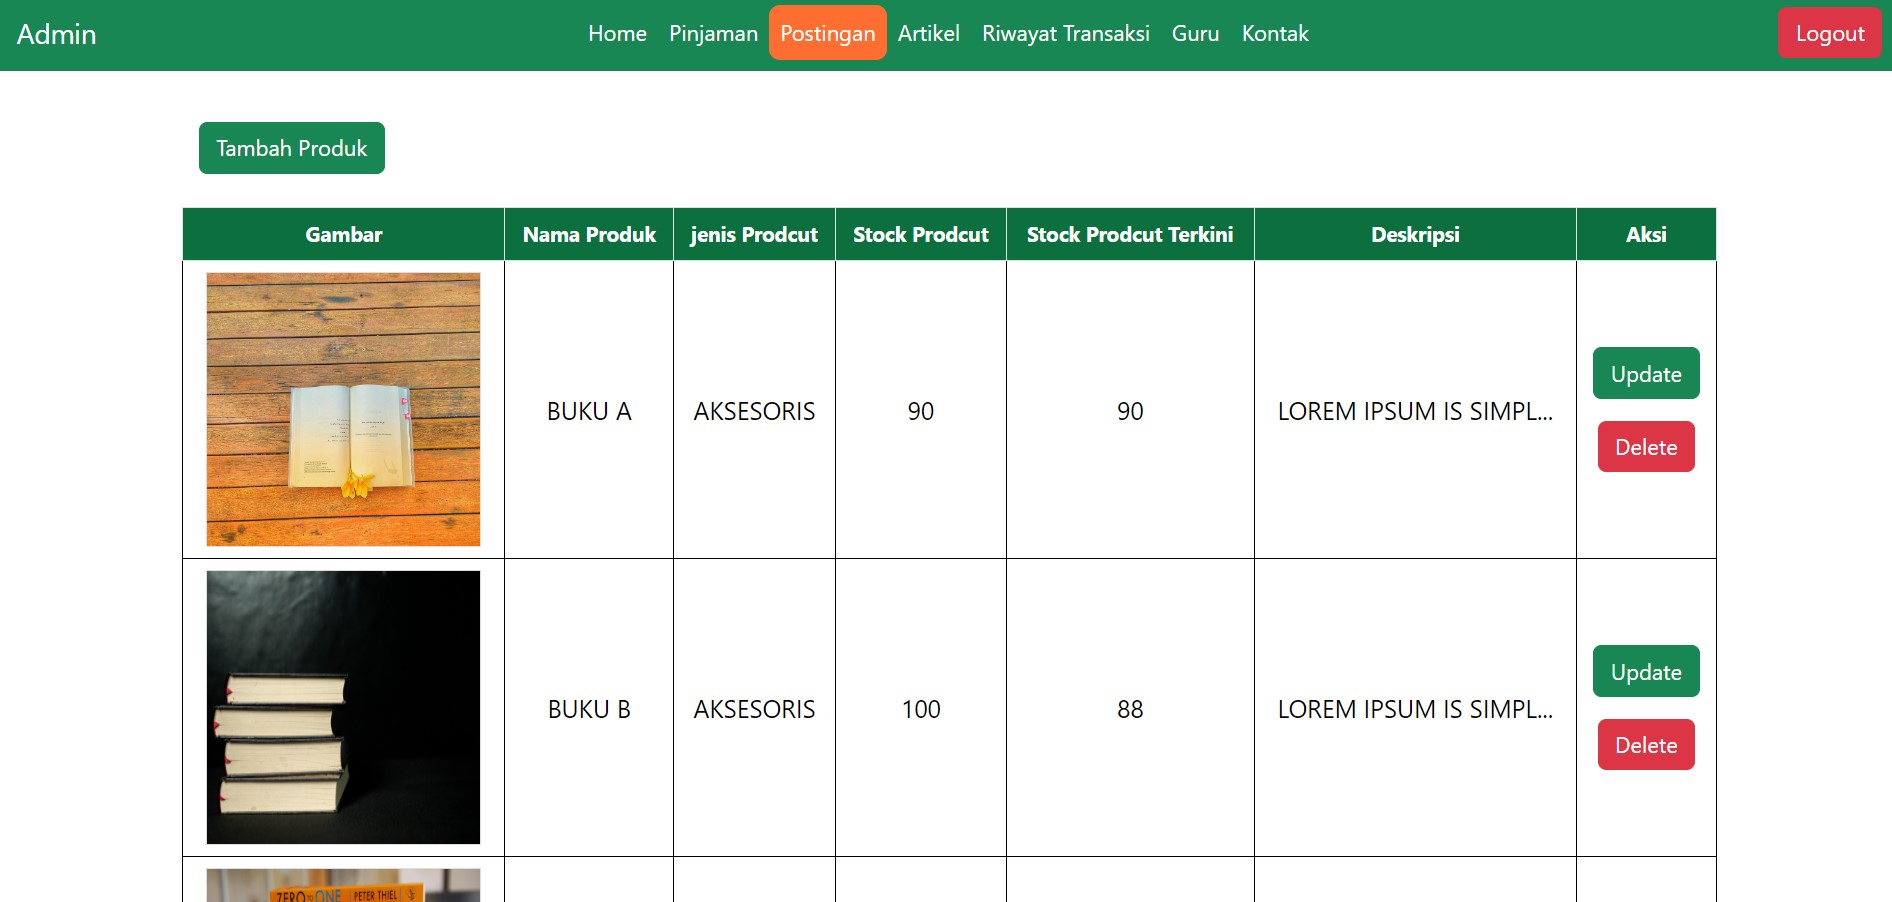 Admin Home Pinjaman Postingan Artikel Riwayat Transaksi Guru Kontak Logout
Tambah Produk
Gambar Nama Produk jenis Prodcut Stock Prodcut Stock Prodcut Terkini Deskripsi Aksi
BUKU A AKSESORIS 90 90 LOREM IPSUM IS SIMPL... Update
Delete
BUKU B AKSESORIS 100 88 LOREM IPSUM IS SIMPL... Update
Delete
ZERO TO ONE PETER THIEL